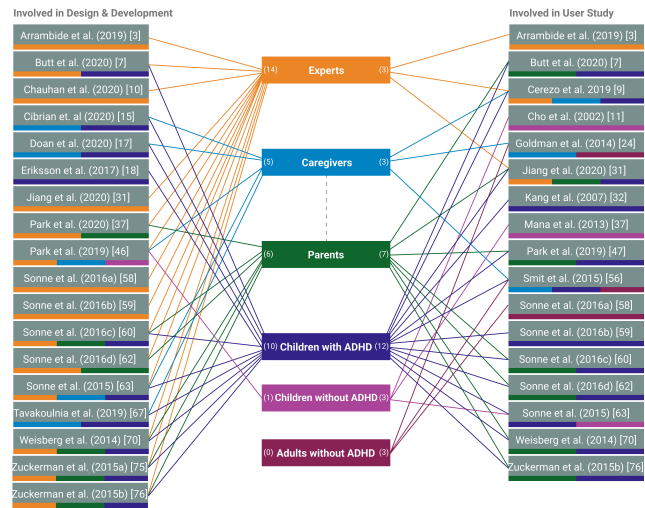 Involved in Design & Development
Arrambide et al. (2019) [3]
Butt et al. (2020) [7]
Chauhan et. al (2020) [10]
Cibrian et. al (2020) [15]
Doan et al. (2020) [17]
Eriksson et al. (2017) [18]
Jiang et al. (2020) [31]
Park et al. (2020) [37]
Park et al. (2019) [46]
Sonne et al. (2016a) [58]
Sonne et al. (2016b) [59]
Sonne et al. (2016c) [60]
Sonne et al. (2016d) [62]
Sonne et al. (2015) [63]
Tavakoulnia et al. (2019) [67]
Weisberg et al. (2014) [70]
Zuckerman et al. (2015a) [75]
Zuckerman et al. (2015b) [76]
(14) Experts (3)
(5) Caregivers (3)
(6) Parents (7)
(10) Children with ADHD (12)
(1) Children without ADHD (3)
(0) Adults without ADHD (3)
Involved in User Study
Arrambide et al. (2019) [3]
Butt et al. (2020) [7]
Cerezo et al. 2019 [9]
Cho et al. (2002) [11]
Goldman et al. (2014) [24]
Jiang et al. (2020) [31]
Kang et al. (2007) [32]
Mana et al. (2013) [37]
Park et al. (2019) [47]
Smit et al. (2015) [56]
Sonne et al. (2016a) [58]
Sonne et al. (2016b) [59]
Sonne et al. (2016c) [60]
Sonne et al. (2016d) [62]
Sonne et al. (2015) [63]
Weisberg et al. (2014) [70]
Zuckerman et al. (2015b) [76]